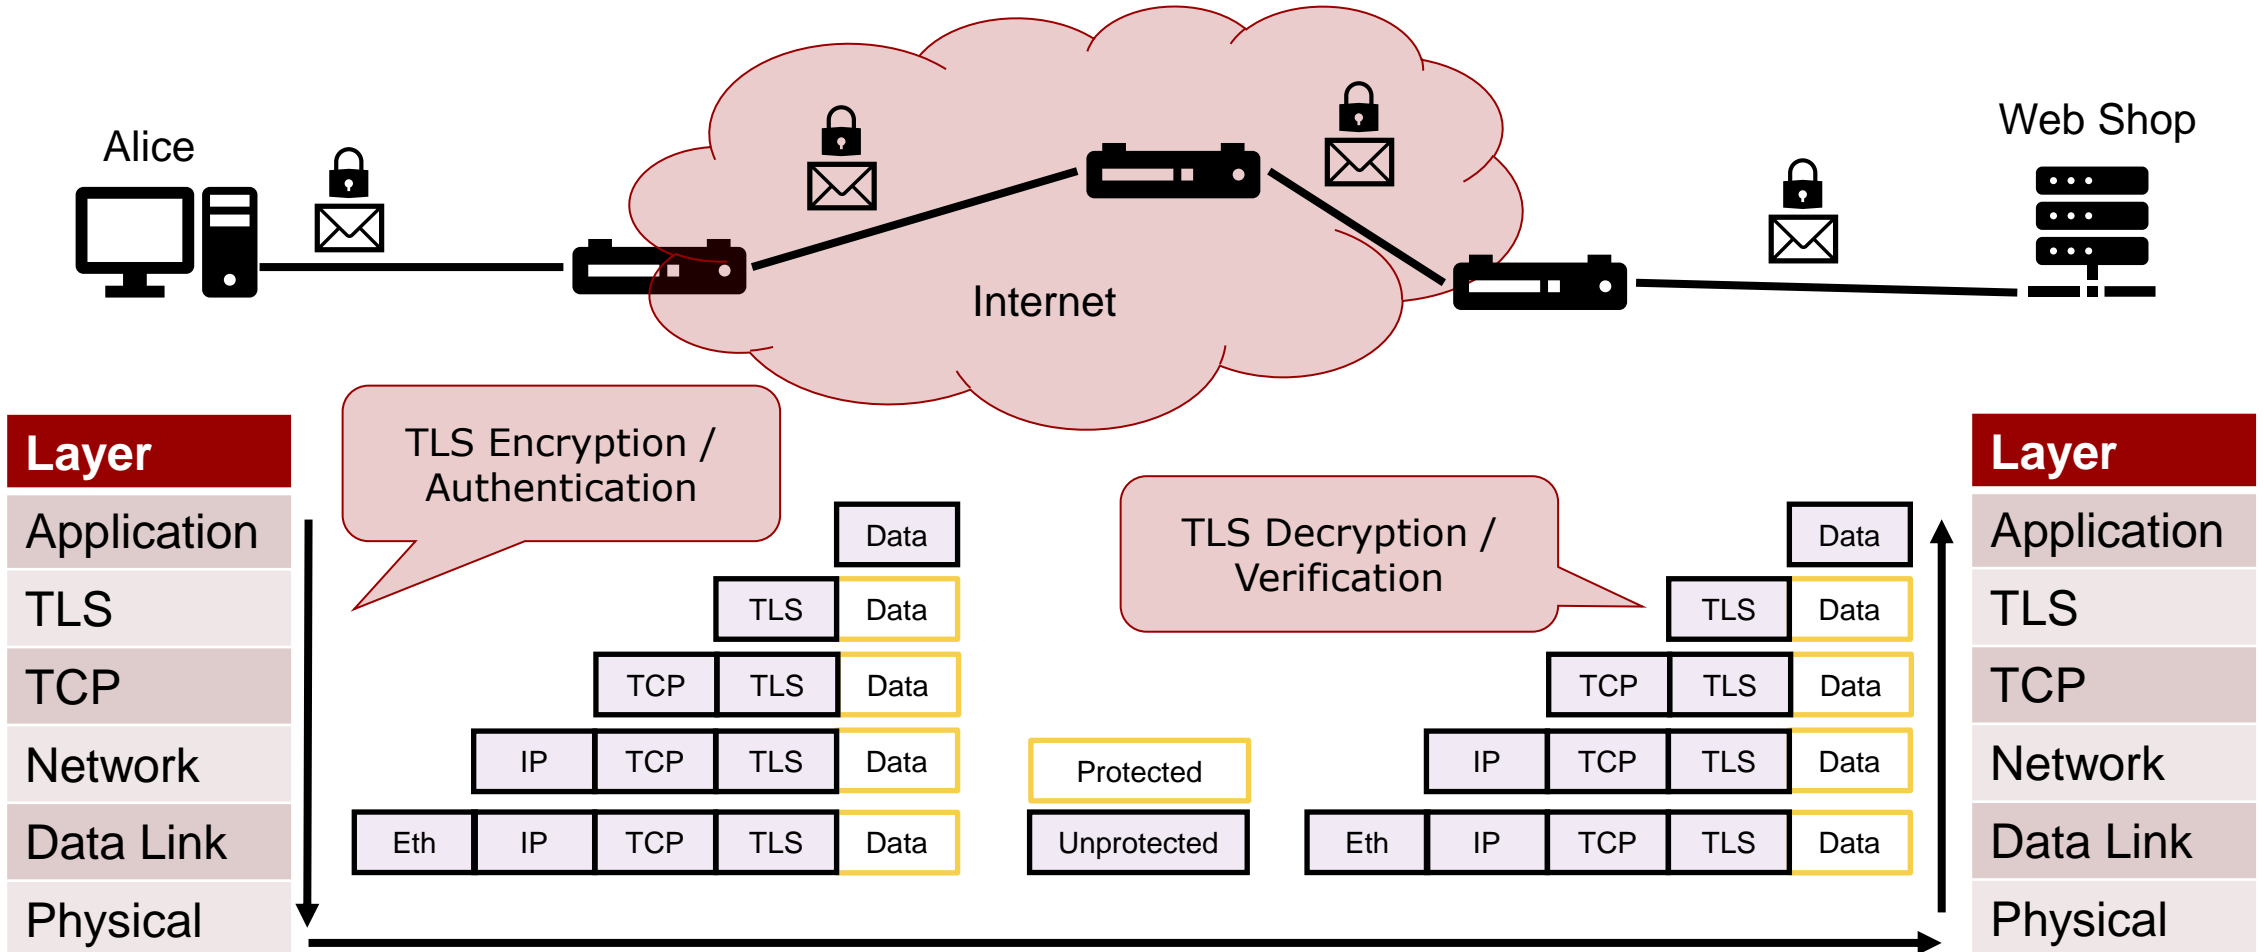 Alice
Web Shop
Internet
TLS Encryption /
Authentication
TLS Decryption /
Verification
Layer
Application
TLS
TCP
Network
Data Link
Physical
Data
TLS Data
TCP TLS Data
IP TCP TLS Data
Eth IP TCP TLS Data
Protected
Unprotected
Data
TLS Data
TCP TLS Data
IP TCP TLS Data
Eth IP TCP TLS Data
Layer
Application
TLS
TCP
Network
Data Link
Physical